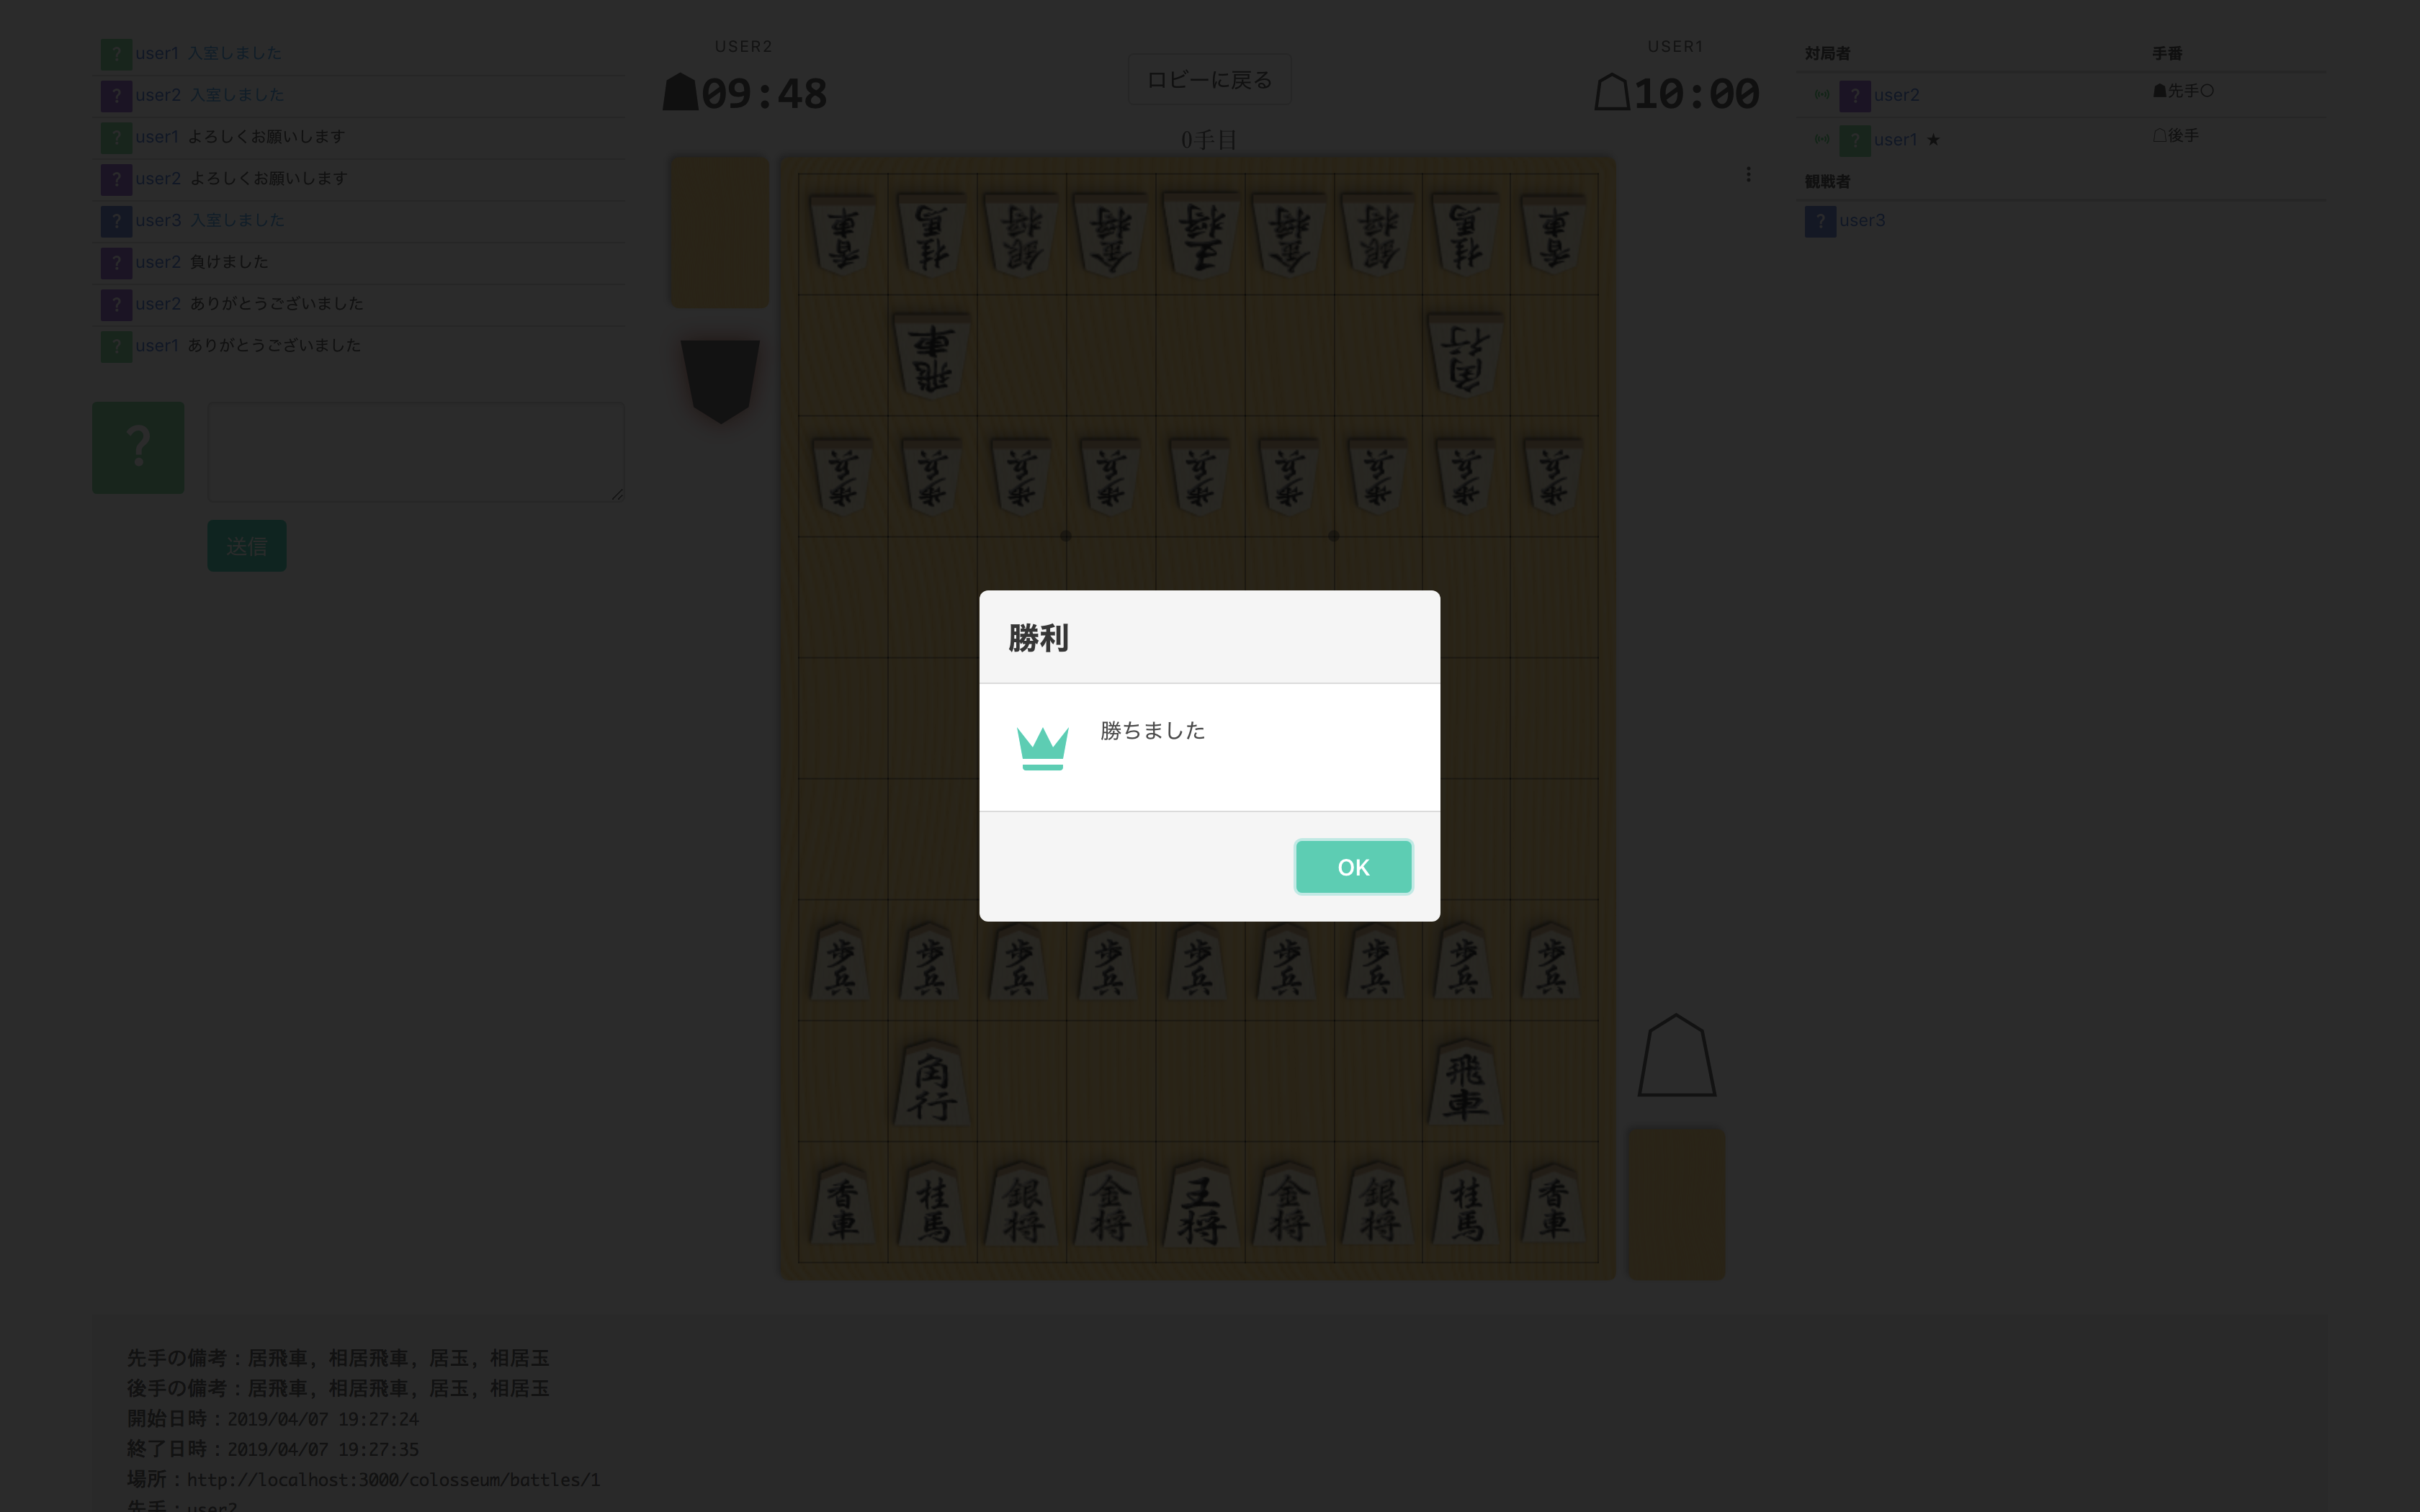 user1 入室しました
user2 入室しました
user1 よろしくお願いします
user2 よろしくお願いします
user3 入室しました
user2 負けました
user2 ありがとうございました
user1 ありがとうございました
?
送信
USER2
09:48
ロビーに戻る
0手目
USER1
10:00
対局者 手番
user2 ☗先手○
user1 ★ ☖後手
観戦者
user3
香車 桂馬 銀将 金将 王将 金将 銀将 桂馬 香車
飛車 角行
歩兵 歩兵 歩兵 歩兵 歩兵 歩兵 歩兵 歩兵 歩兵
勝利
勝ちました
OK
歩兵 歩兵 歩兵 歩兵 歩兵 歩兵 歩兵 歩兵 歩兵
角行 飛車
香車 桂馬 銀将 金将 王将 金将 銀将 桂馬 香車
先手の備考：居飛車, 相居飛車, 居玉, 相居玉
後手の備考：居飛車, 相居飛車, 居玉, 相居玉
開始日時：2019/04/07 19:27:24
終了日時：2019/04/07 19:27:35
場所：http://localhost:3000/colosseum/battles/1
先手：user2